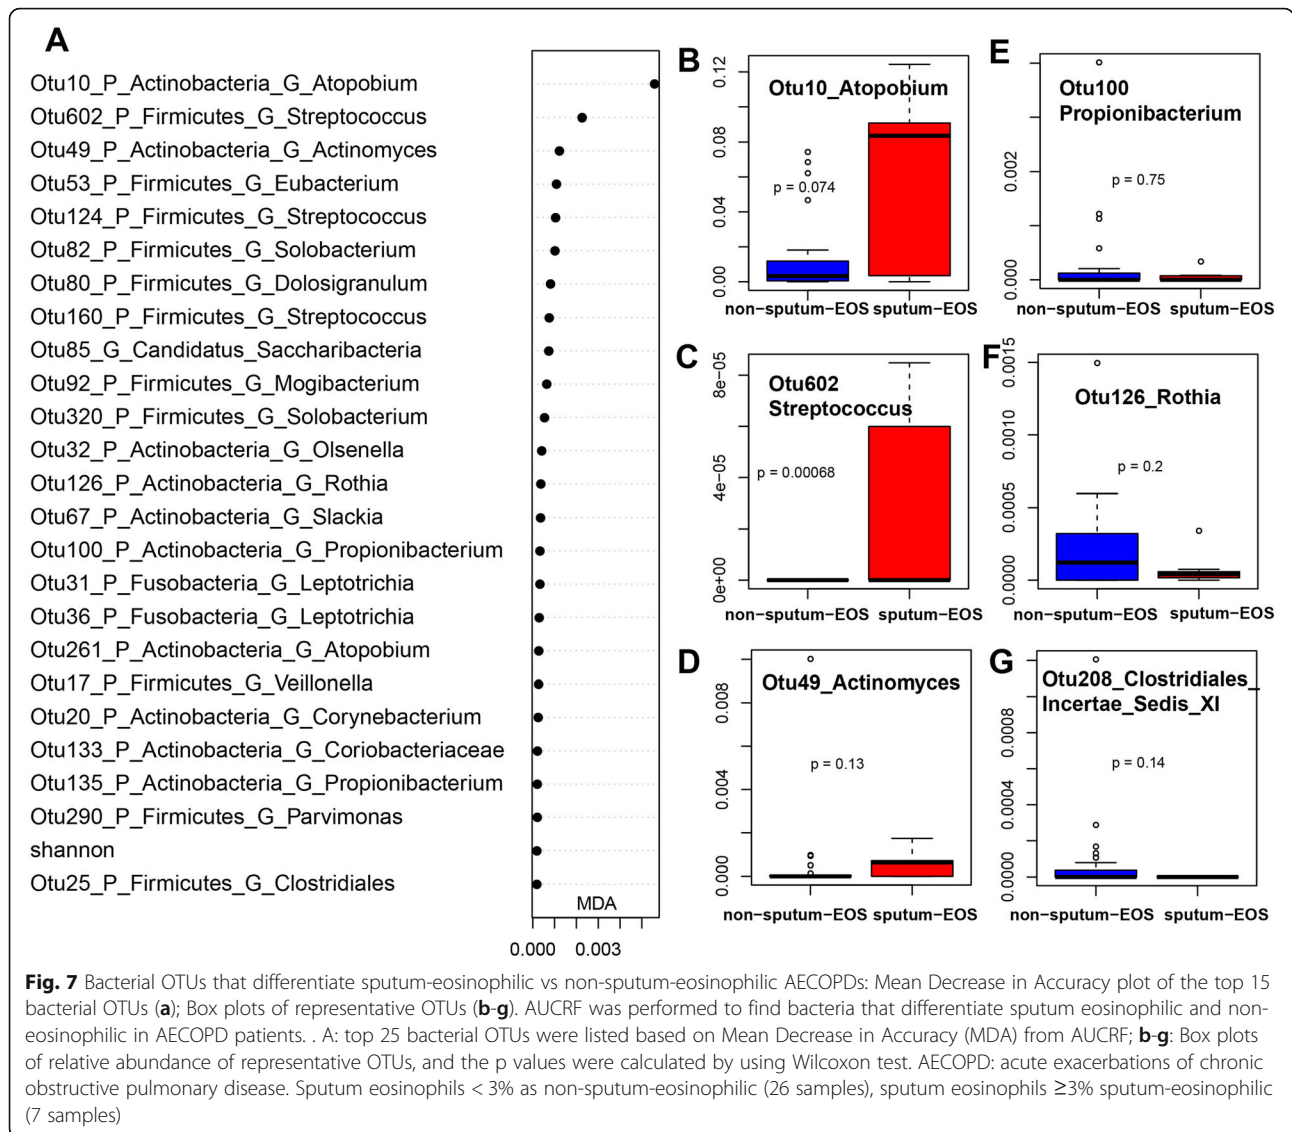 A
Otu10_P_Actinobacteria_G_Atopobium
Otu602_P_Firmicutes_G_Streptococcus
Otu49_P_Actinobacteria_G_Actinomyces
Otu53_P_Firmicutes_G_Eubacterium
Otu124_P_Firmicutes_G_Streptococcus
Otu82_P_Firmicutes_G_Solobacterium
Otu80_P_Firmicutes_G_Dolosigranulum
Otu160_P_Firmicutes_G_Streptococcus
Otu85_G_Candidatus_Saccharibacteria
Otu92_P_Firmicutes_G_Mogibacterium
Otu320_P_Firmicutes_G_Solobacterium
Otu32_P_Actinobacteria_G_Olsenella
Otu126_P_Actinobacteria_G_Rothia
Otu67_P_Actinobacteria_G_Slackia
Otu100_P_Actinobacteria_G_Propionibacterium
Otu31_P_Fusobacteria_G_Leptotrichia
Otu36_P_Fusobacteria_G_Leptotrichia
Otu261_P_Actinobacteria_G_Atopobium
Otu17_P_Firmicutes_G_Veillonella
Otu20_P_Actinobacteria_G_Corynebacterium
Otu133_P_Actinobacteria_G_Coriobacteriaceae
Otu135_P_Actinobacteria_G_Propionibacterium
Otu290_P_Firmicutes_G_Parvimonas
shannon
Otu25_P_Firmicutes_G_Clostridiales
MDA
0.000 0.003
B
Otu10_Atopobium
p = 0.074
0.12
0.08
0.04
0.00
non-sputum-EOS sputum-EOS
C
Otu602
Streptococcus
p = 0.00068
8e-05
4e-05
0e+00
non-sputum-EOS sputum-EOS
D
Otu49_Actinomyces
p = 0.13
0.008
0.004
0.000
non-sputum-EOS sputum-EOS
E
Otu100
Propionibacterium
p = 0.75
0.002
0.000
non-sputum-EOS sputum-EOS
F
Otu126_Rothia
p = 0.2
0.0015
0.0010
0.0005
0.0000
non-sputum-EOS sputum-EOS
G
Otu208_Clostridiales_
Incertae_Sedis_XI
p = 0.14
0.0008
0.0004
0.0000
non-sputum-EOS sputum-EOS
Fig. 7 Bacterial OTUs that differentiate sputum-eosinophilic vs non-sputum-eosinophilic AECOPDs: Mean Decrease in Accuracy plot of the top 15
bacterial OTUs (a); Box plots of representative OTUs (b-g). AUCRF was performed to find bacteria that differentiate sputum eosinophilic and non-
eosinophilic in AECOPD patients. . A: top 25 bacterial OTUs were listed based on Mean Decrease in Accuracy (MDA) from AUCRF; b-g: Box plots
of relative abundance of representative OTUs, and the p values were calculated by using Wilcoxon test. AECOPD: acute exacerbations of chronic
obstructive pulmonary disease. Sputum eosinophils < 3% as non-sputum-eosinophilic (26 samples), sputum eosinophils ≥3% sputum-eosinophilic
(7 samples)